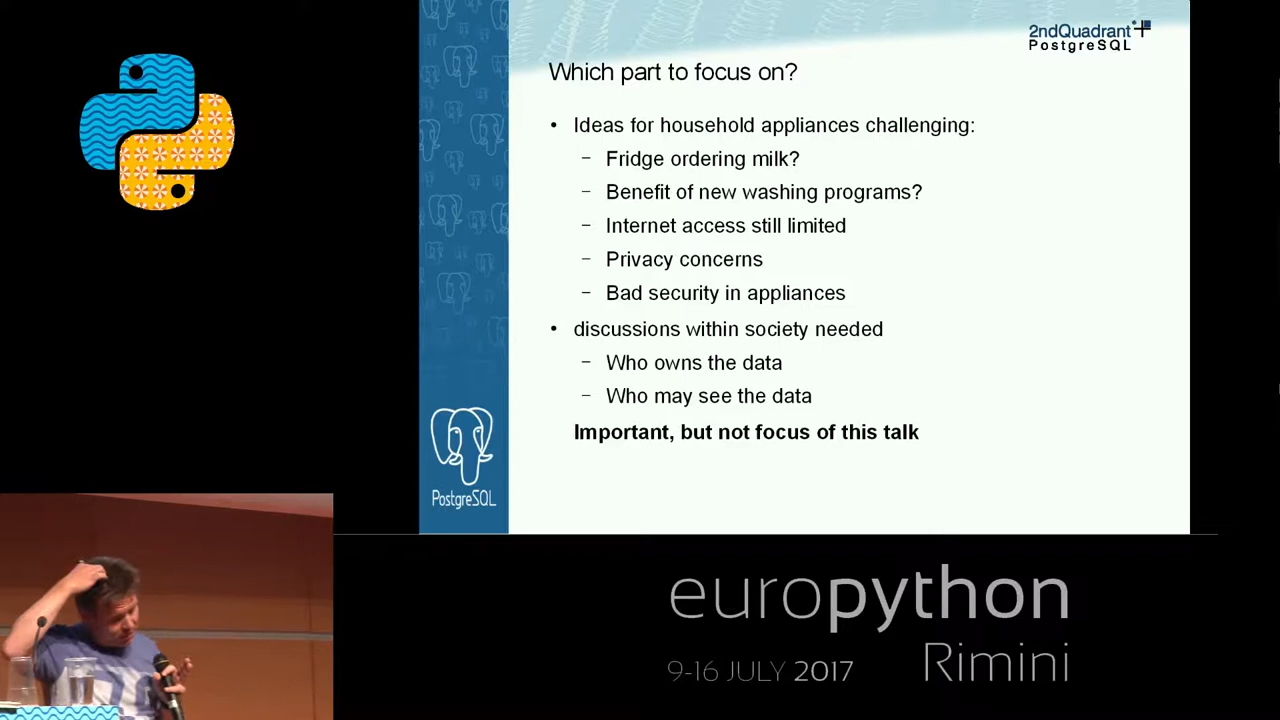 2ndQuadrant
PostgreSQL
Which part to focus on?
• Ideas for household appliances challenging:
– Fridge ordering milk?
– Benefit of new washing programs?
– Internet access still limited
– Privacy concerns
– Bad security in appliances
• discussions within society needed
– Who owns the data
– Who may see the data
Important, but not focus of this talk
PostgreSQL
europython
Rimini
9-16 JULY 2017